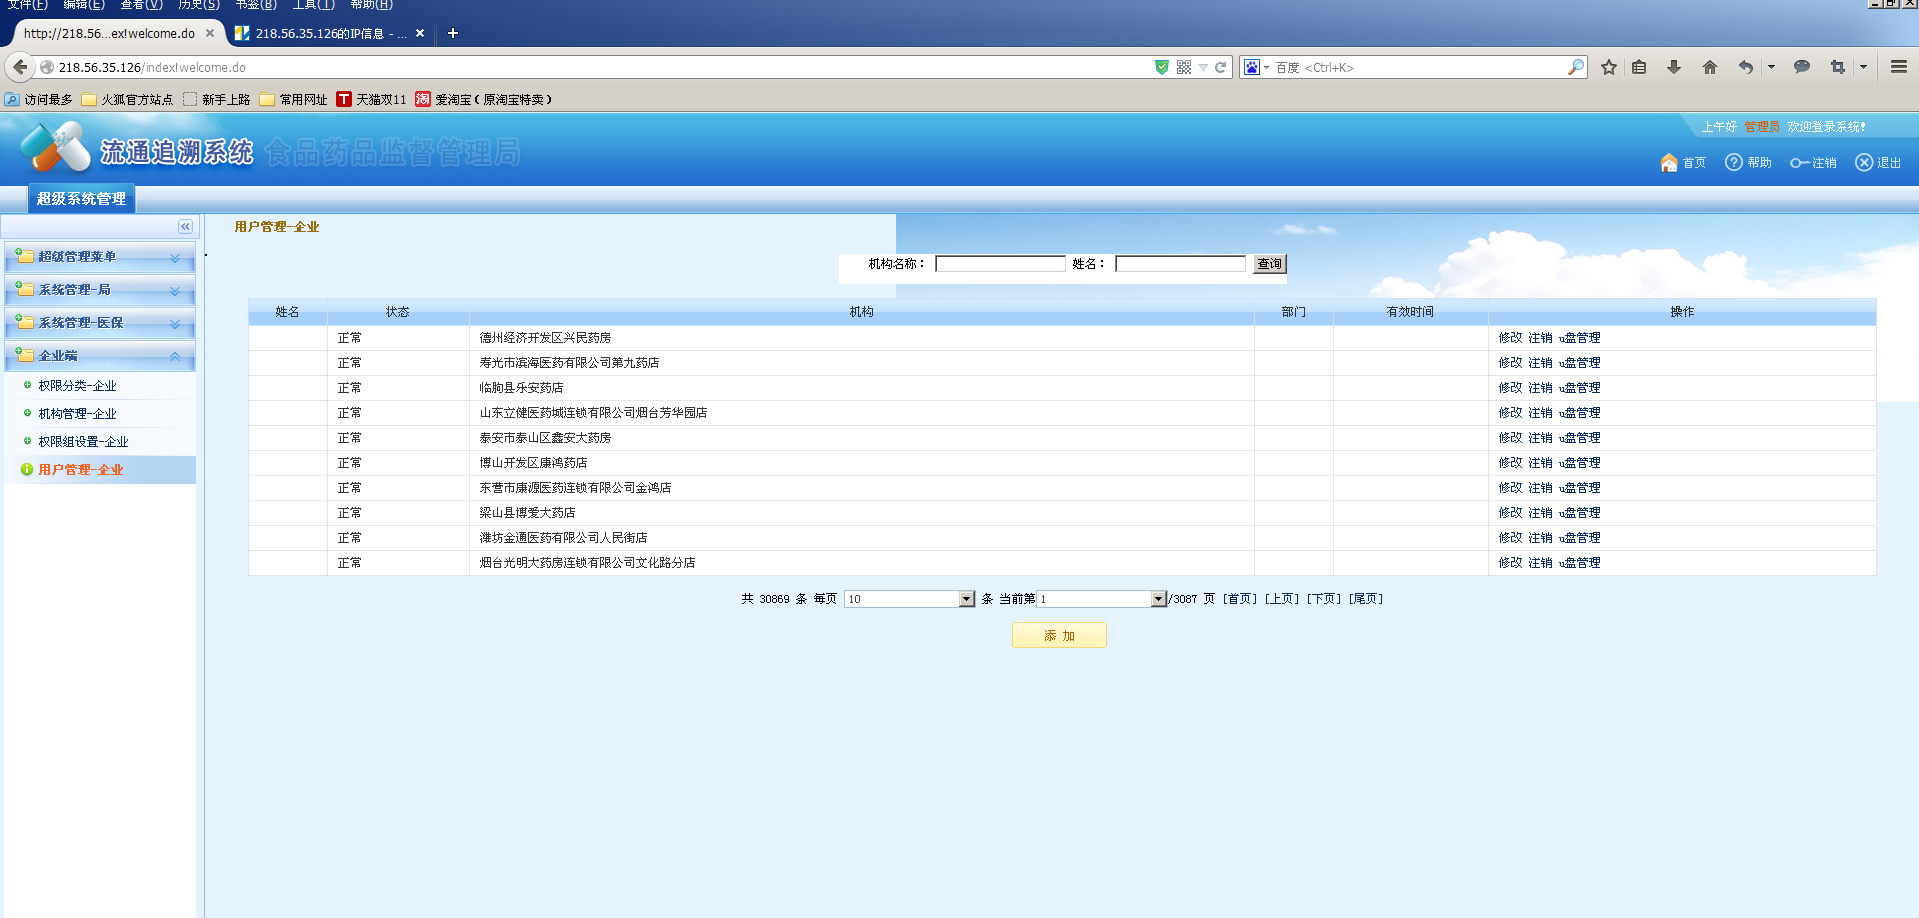 文件(F) 编辑(E) 查看(V) 历史(S) 书签(B) 工具(T) 帮助(H)
http://218.56...ex!welcome.do 218.56.35.126的IP信息 - ...
218.56.35.126/index!welcome.do 百度 <Ctrl+K>
访问最多 火狐官方站点 新手上路 常用网址 T 天猫双11 淘 爱淘宝（原淘宝特卖）
流通追溯系统 食品药品监督管理局
上午好 管理员 欢迎登录系统!
首页 帮助 注销 退出
超级系统管理
超级管理菜单
系统管理-局
系统管理-医保
企业端
权限分类-企业
机构管理-企业
权限组设置-企业
用户管理-企业
用户管理-企业
机构名称： 姓名： 查询
姓名 状态 机构 部门 有效时间 操作
正常 德州经济开发区兴民药房 修改 注销 u盘管理
正常 寿光市滨海医药有限公司第九药店 修改 注销 u盘管理
正常 临朐县乐安药店 修改 注销 u盘管理
正常 山东立健医药城连锁有限公司烟台芳华园店 修改 注销 u盘管理
正常 泰安市泰山区鑫安大药房 修改 注销 u盘管理
正常 博山开发区康鸿药店 修改 注销 u盘管理
正常 东营市康源医药连锁有限公司金鸿店 修改 注销 u盘管理
正常 梁山县博爱大药店 修改 注销 u盘管理
正常 潍坊金通医药有限公司人民街店 修改 注销 u盘管理
正常 烟台光明大药房连锁有限公司文化路分店 修改 注销 u盘管理
共 30869 条 每页 10 条 当前第 1 /3087 页 [首页] [上页] [下页] [尾页]
添 加